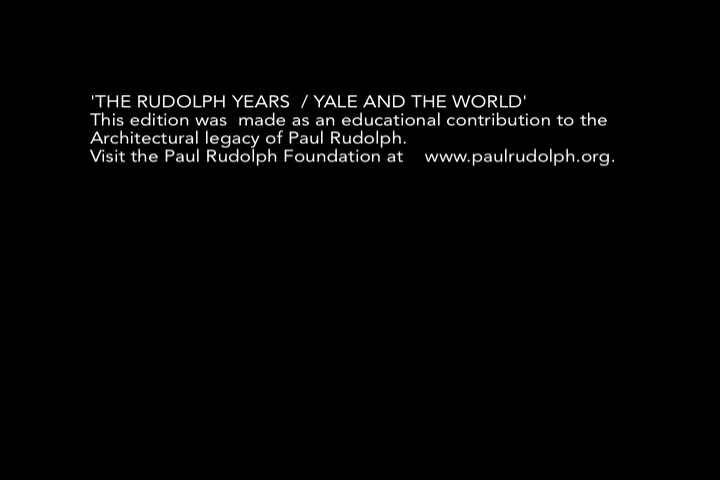 'THE RUDOLPH YEARS  / YALE AND THE WORLD'
This edition was  made as an educational contribution to the
Architectural legacy of Paul Rudolph.
Visit the Paul Rudolph Foundation at    www.paulrudolph.org.